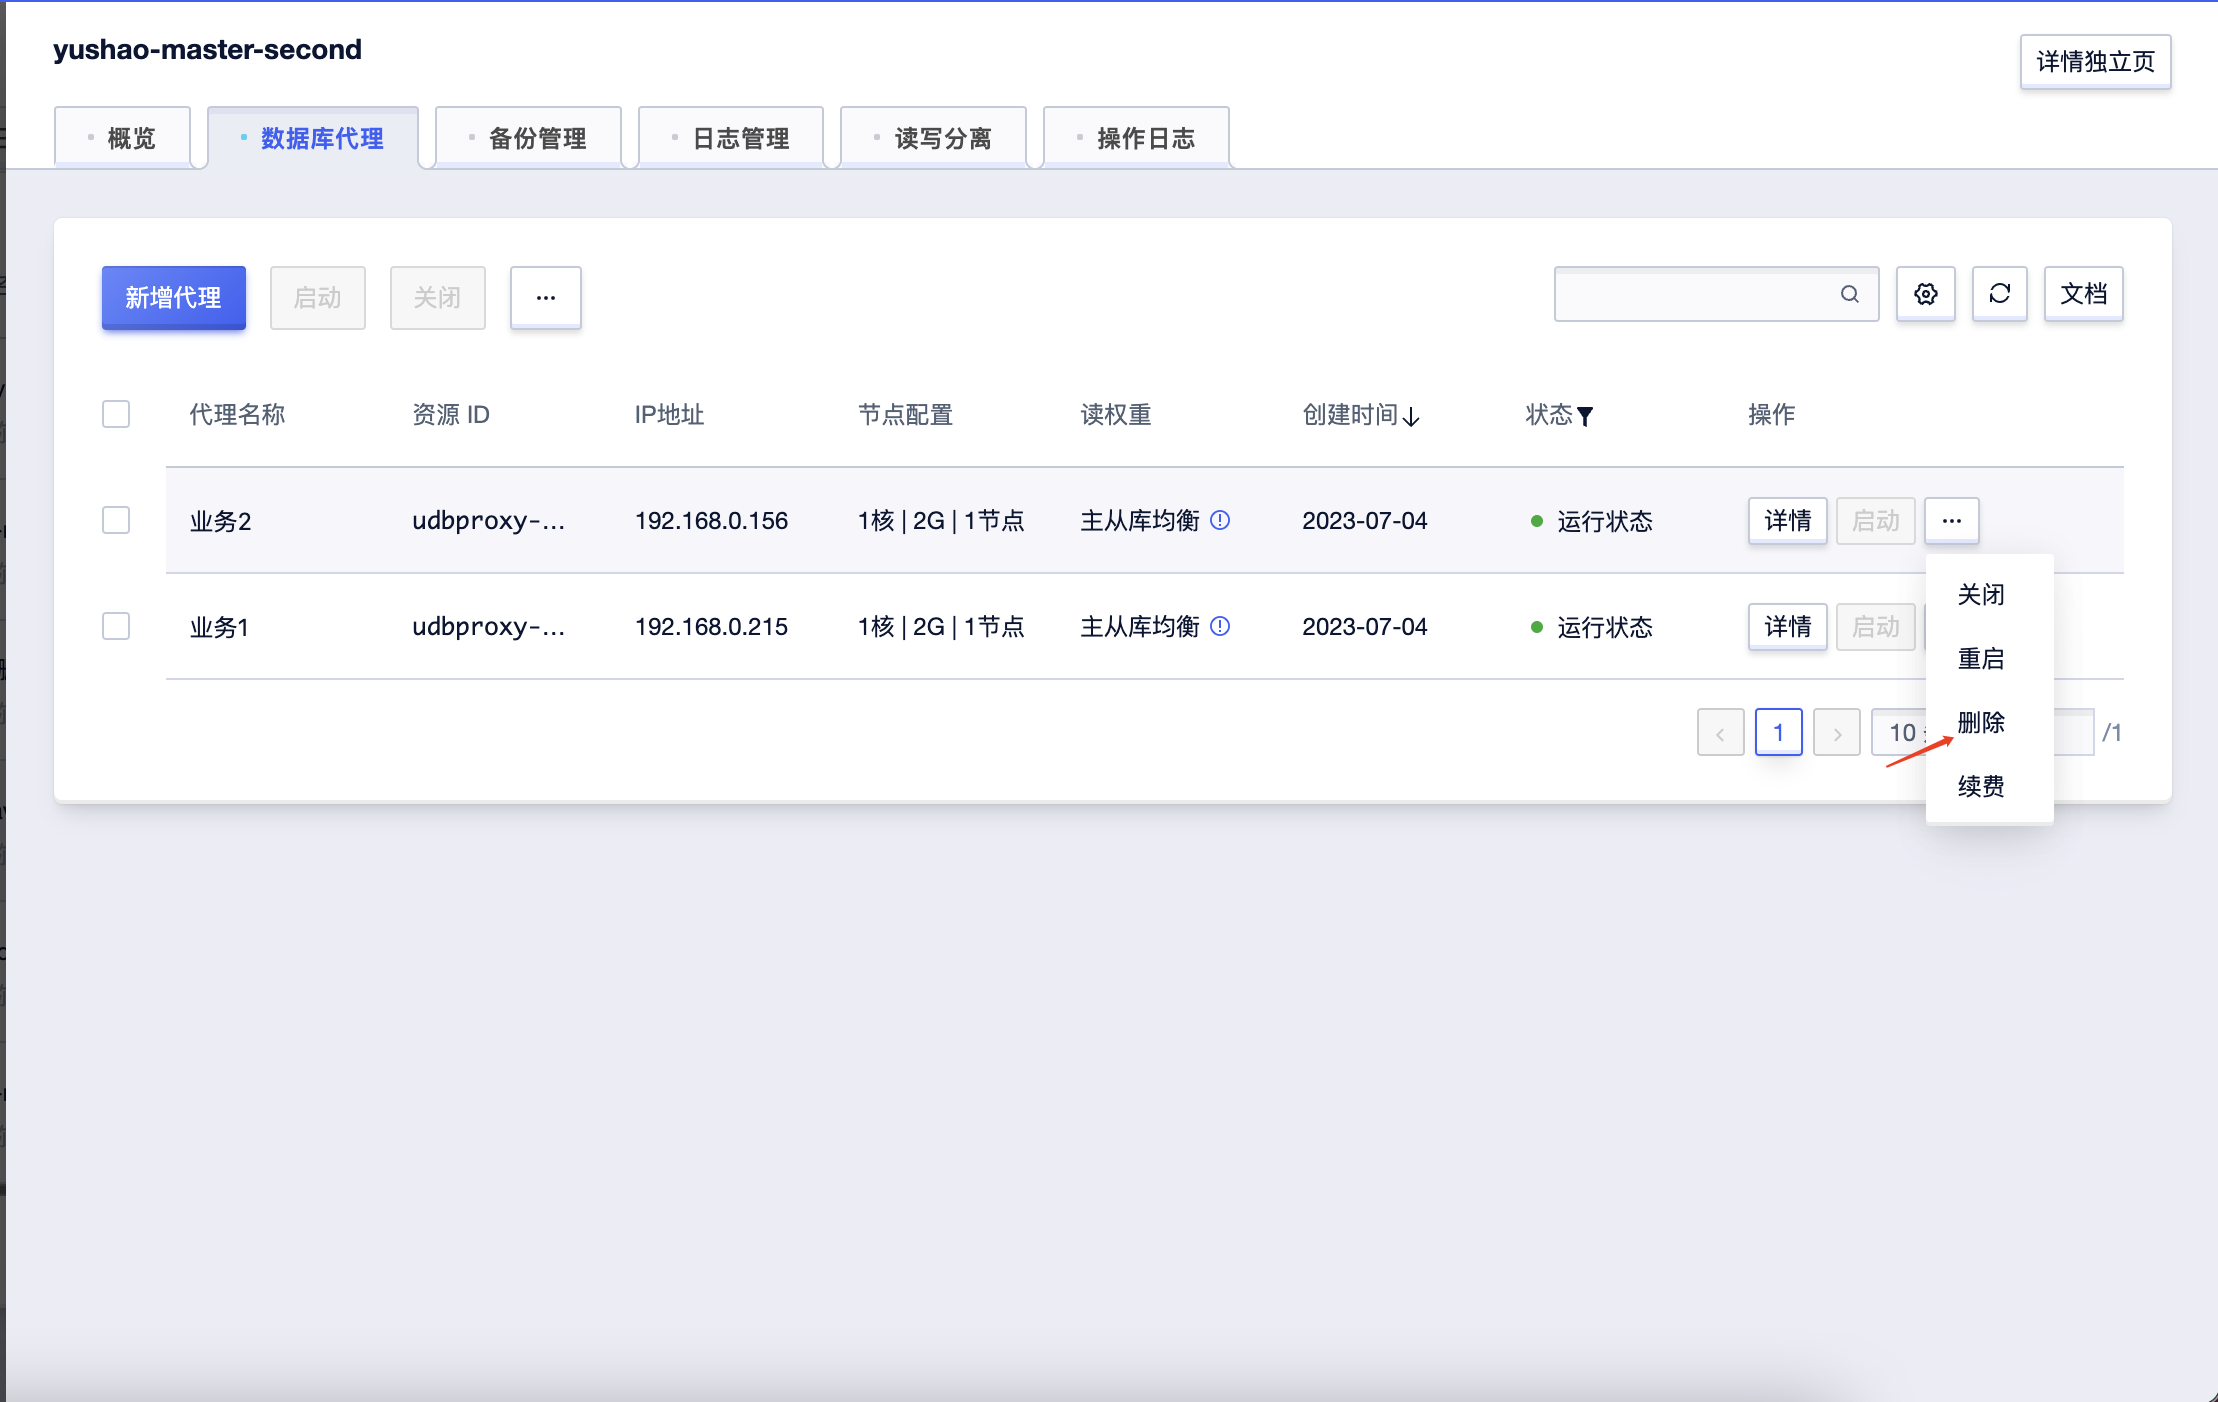 yushao-master-second
详情独立页
概览 数据库代理 备份管理 日志管理 读写分离 操作日志
新增代理 启动 关闭 ... 文档
代理名称 资源 ID IP地址 节点配置 读权重 创建时间 状态 操作
业务2 udbproxy-... 192.168.0.156 1核 | 2G | 1节点 主从库均衡 2023-07-04 运行状态 详情 启动 ...
关闭
业务1 udbproxy-... 192.168.0.215 1核 | 2G | 1节点 主从库均衡 2023-07-04 运行状态 详情 启动
重启
删除
1 10 /1
续费